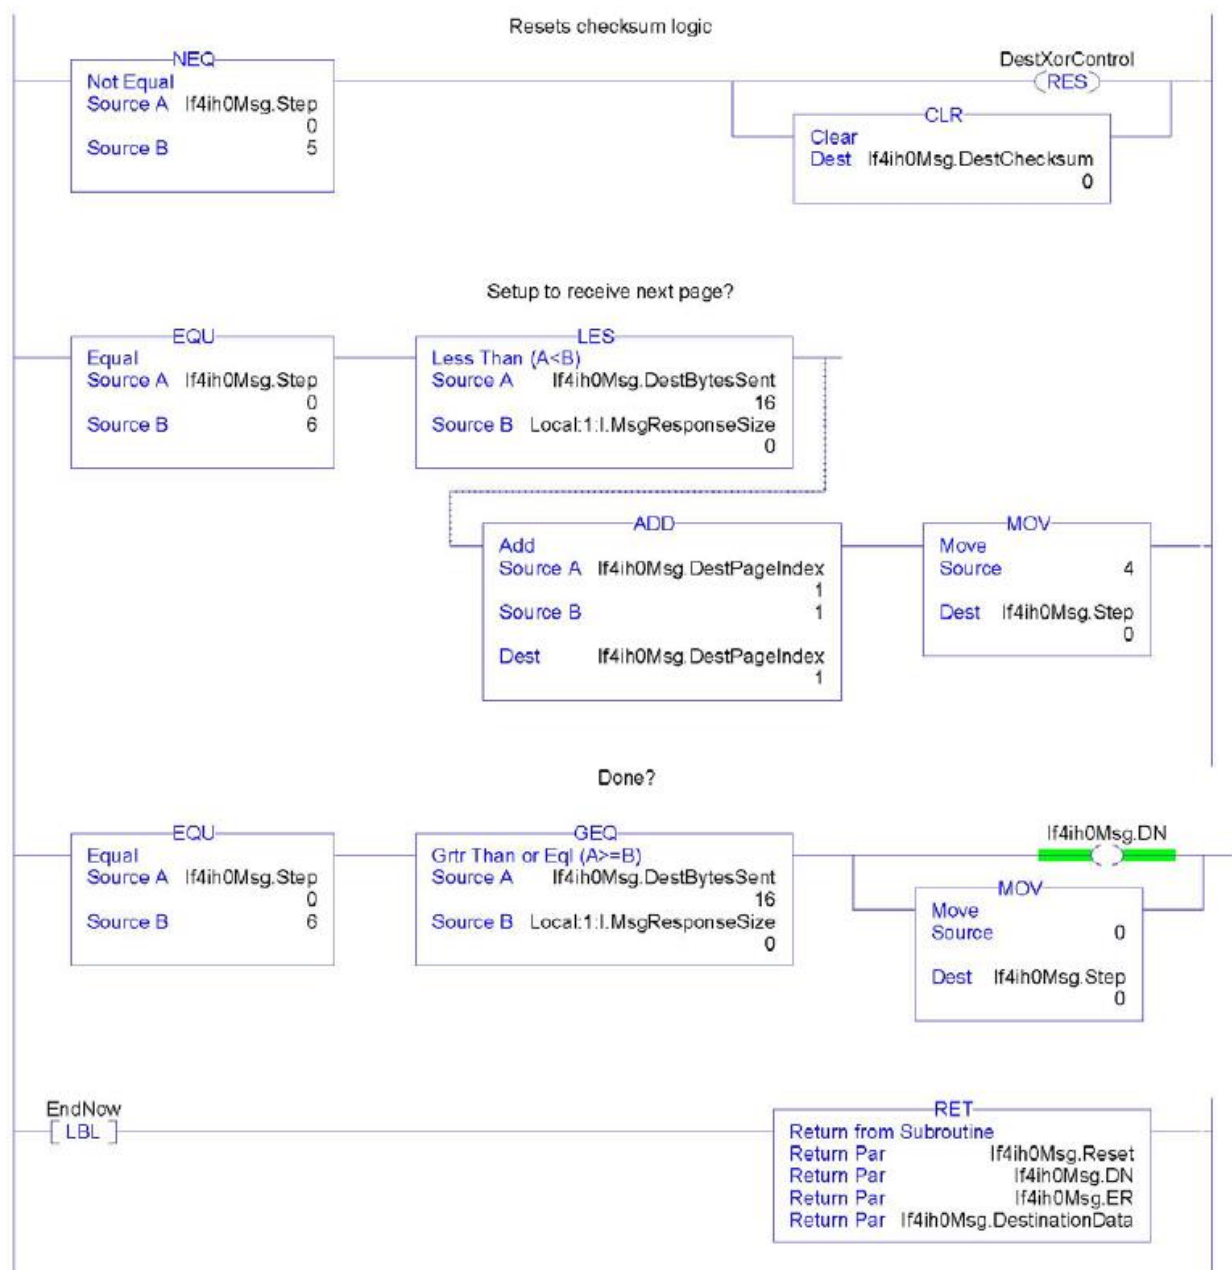 Resets checksum logic
NEQ
Not Equal
Source A If4ih0Msg.Step
0
Source B 5
DestXorControl
(RES)
CLR
Clear
Dest If4ih0Msg.DestChecksum
0
Setup to receive next page?
EQU
Equal
Source A If4ih0Msg.Step
0
Source B 6
LES
Less Than (A<B)
Source A If4ih0Msg.DestBytesSent
16
Source B Local:1:I.MsgResponseSize
0
ADD
Add
Source A If4ih0Msg.DestPageIndex
1
Source B 1
Dest If4ih0Msg.DestPageIndex
1
MOV
Move
Source 4
Dest If4ih0Msg.Step
0
Done?
EQU
Equal
Source A If4ih0Msg.Step
0
Source B 6
GEQ
Grtr Than or Eql (A>=B)
Source A If4ih0Msg.DestBytesSent
16
Source B Local:1:I.MsgResponseSize
0
If4ih0Msg.DN
MOV
Move
Source 0
Dest If4ih0Msg.Step
0
EndNow
[ LBL ]
RET
Return from Subroutine
Return Par If4ih0Msg.Reset
Return Par If4ih0Msg.DN
Return Par If4ih0Msg.ER
Return Par If4ih0Msg.DestinationData